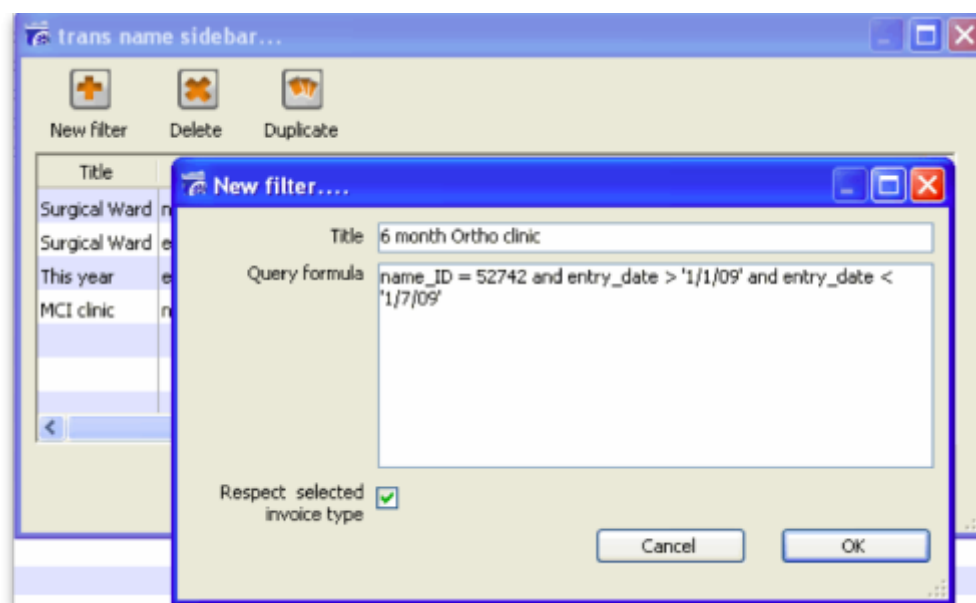 trans name sidebar...
New filter Delete Duplicate
Title
Surgical Ward n
Surgical Ward e
This year e
MCI clinic n
New filter....
Title 6 month Ortho clinic
Query formula name_ID = 52742 and entry_date > '1/1/09' and entry_date <
'1/7/09'
Respect selected
invoice type
Cancel OK